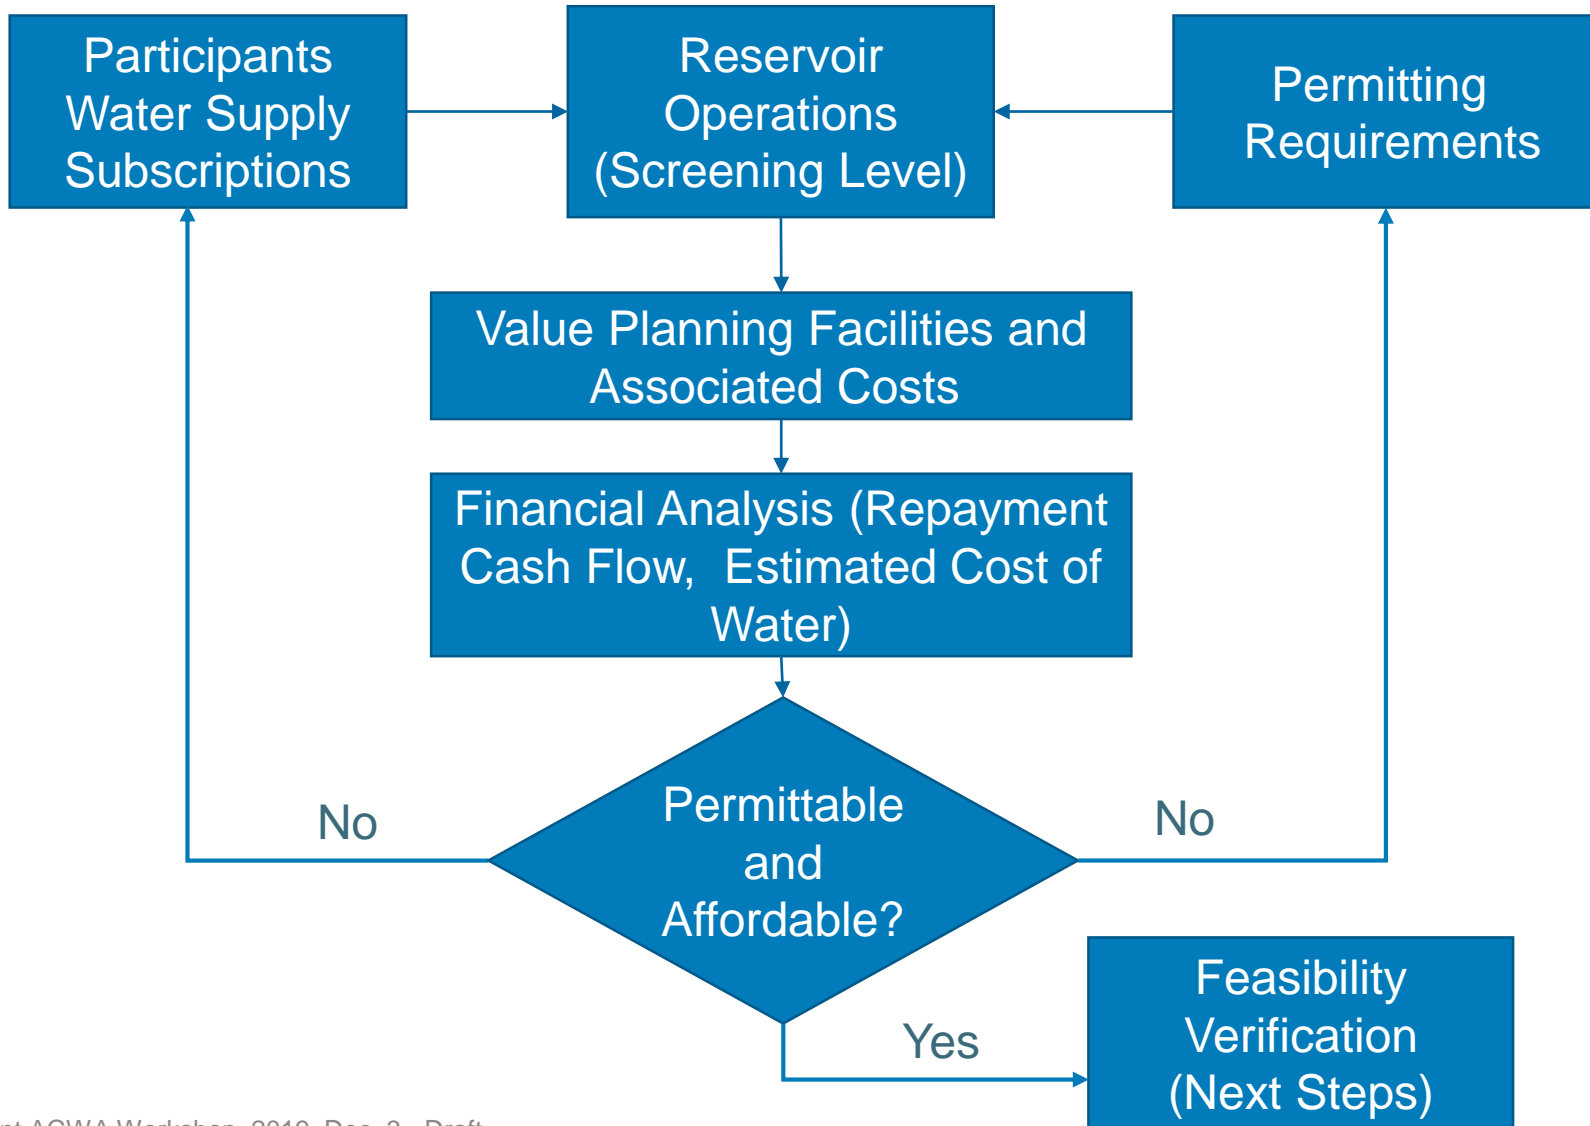 Participants
Water Supply
Subscriptions
Reservoir
Operations
(Screening Level)
Permitting
Requirements
Value Planning Facilities and
Associated Costs
Financial Analysis (Repayment
Cash Flow, Estimated Cost of
Water)
Permittable
and
Affordable?
No
No
Yes
Feasibility
Verification
(Next Steps)